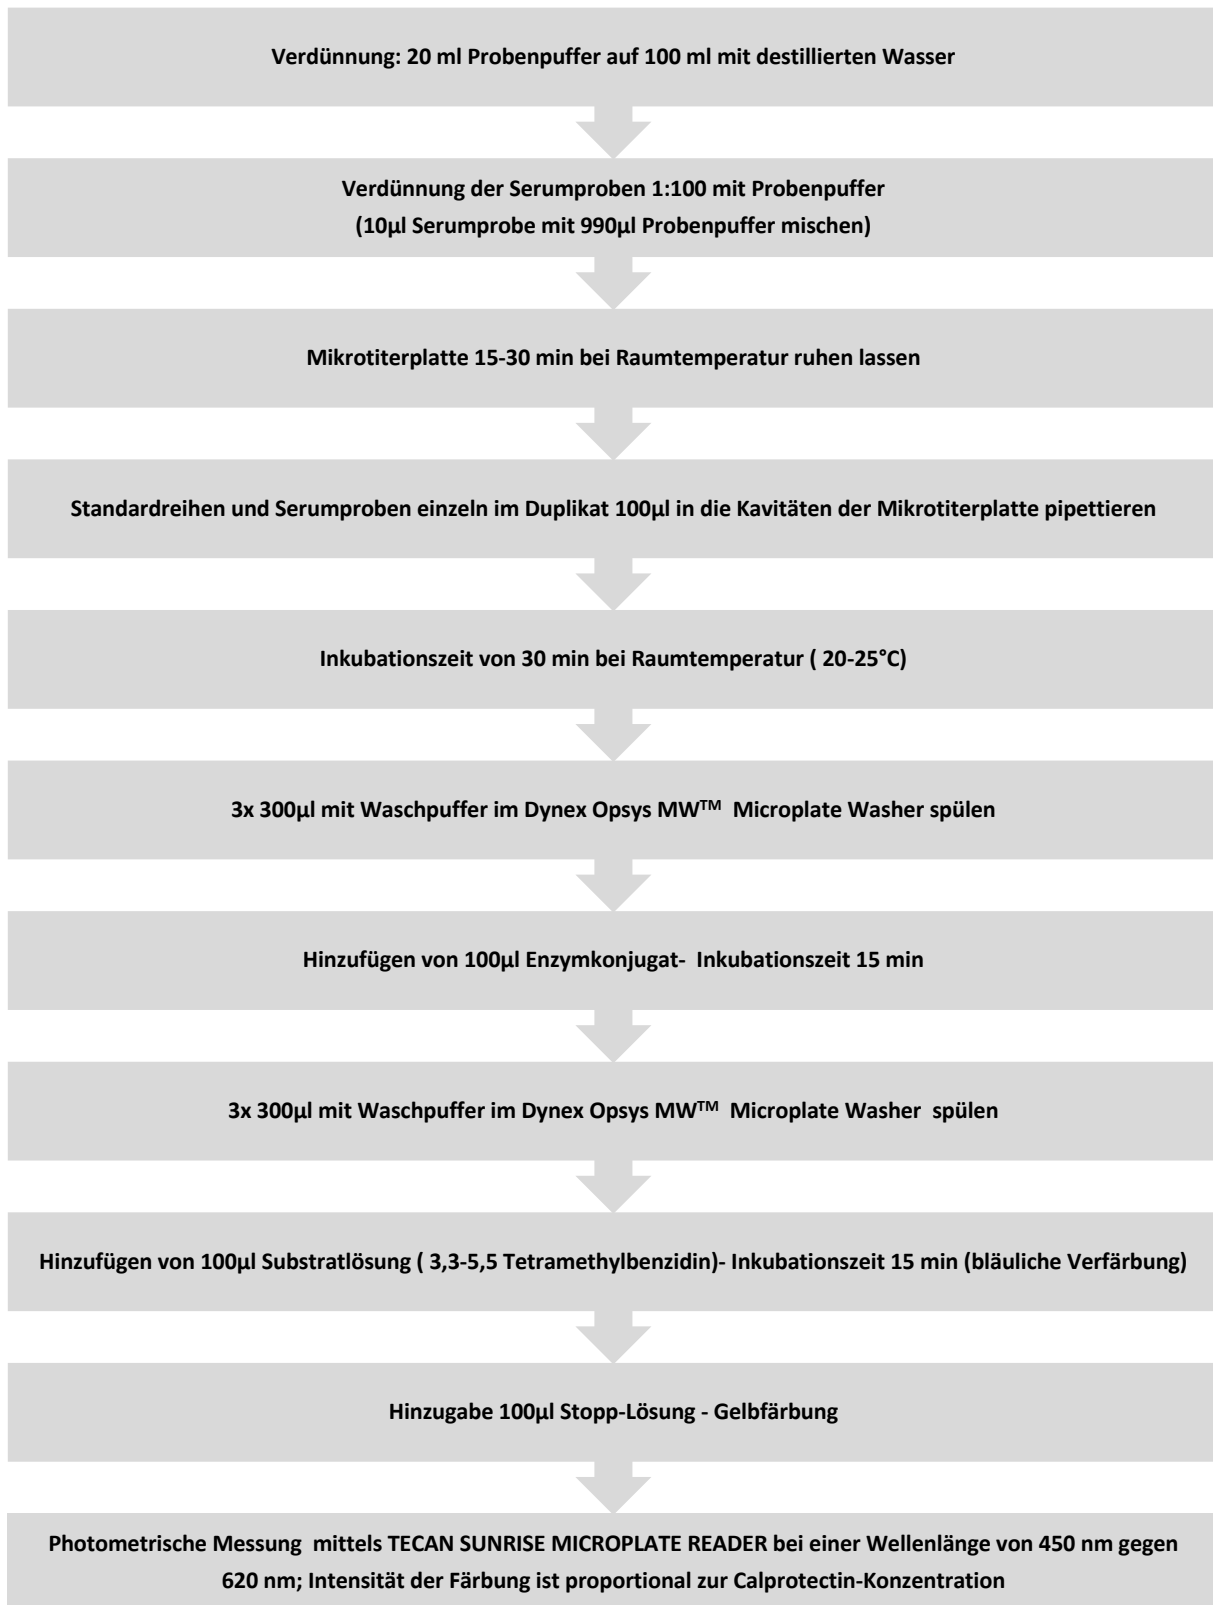 Verdünnung: 20 ml Probenpuffer auf 100 ml mit destillierten Wasser
Verdünnung der Serumproben 1:100 mit Probenpuffer
(10µl Serumprobe mit 990µl Probenpuffer mischen)
Mikrotiterplatte 15-30 min bei Raumtemperatur ruhen lassen
Standardreihen und Serumproben einzeln im Duplikat 100µl in die Kavitäten der Mikrotiterplatte pipettieren
Inkubationszeit von 30 min bei Raumtemperatur ( 20-25°C)
3x 300µl mit Waschpuffer im Dynex Opsys MW™ Microplate Washer spülen
Hinzufügen von 100µl Enzymkonjugat- Inkubationszeit 15 min
3x 300µl mit Waschpuffer im Dynex Opsys MW™ Microplate Washer spülen
Hinzufügen von 100µl Substratlösung ( 3,3-5,5 Tetramethylbenzidin)- Inkubationszeit 15 min (bläuliche Verfärbung)
Hinzugabe 100µl Stopp-Lösung - Gelbfärbung
Photometrische Messung mittels TECAN SUNRISE MICROPLATE READER bei einer Wellenlänge von 450 nm gegen
620 nm; Intensität der Färbung ist proportional zur Calprotectin-Konzentration